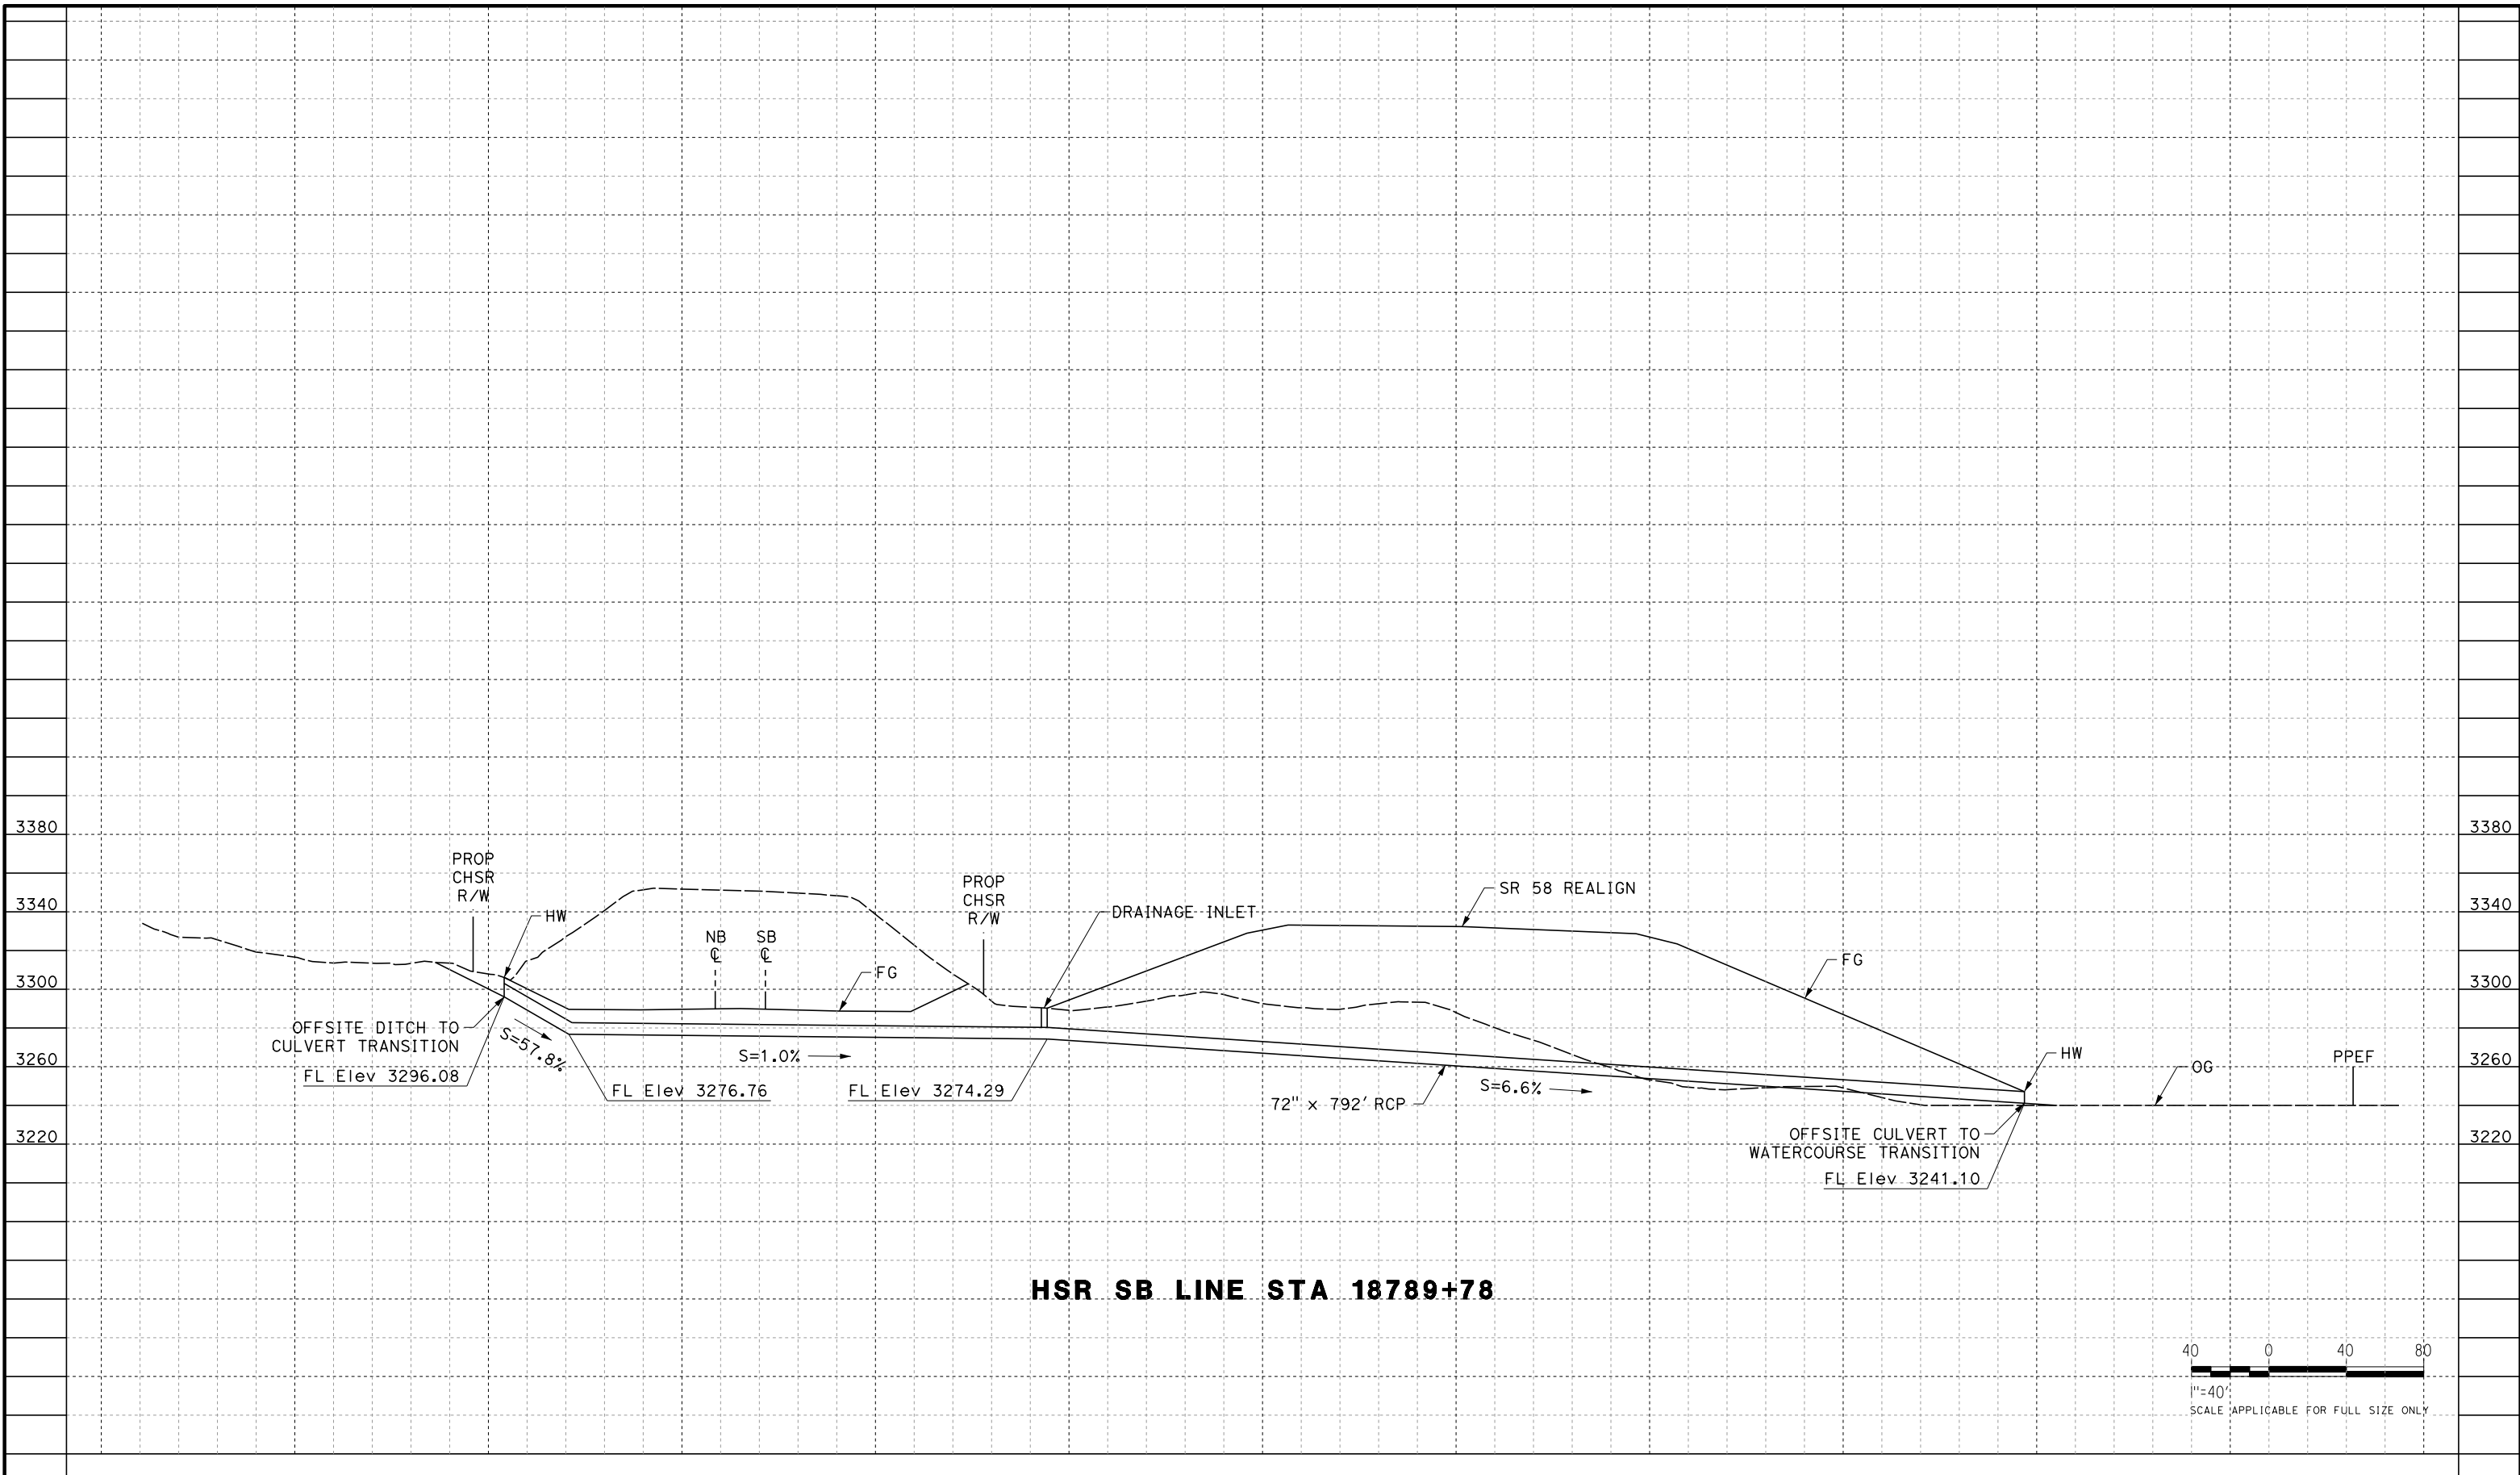 3380
3380
PROP
CHSR
R/W
PROP
CHSR
R/W
SR 58 REALIGN
3340
3340
HW
DRAINAGE INLET
NB
℄
SB
℄
FG
FG
3300
3300
OFFSITE DITCH TO
CULVERT TRANSITION
FL Elev 3296.08
S=57.8%
S=1.0%
FL Elev 3276.76
FL Elev 3274.29
3260
3260
HW
PPEF
OG
S=6.6%
72" x 792' RCP
3220
3220
OFFSITE CULVERT TO
WATERCOURSE TRANSITION
FL Elev 3241.10
HSR SB LINE STA 18789+78
40 0 40 80
1"=40'
SCALE APPLICABLE FOR FULL SIZE ONLY